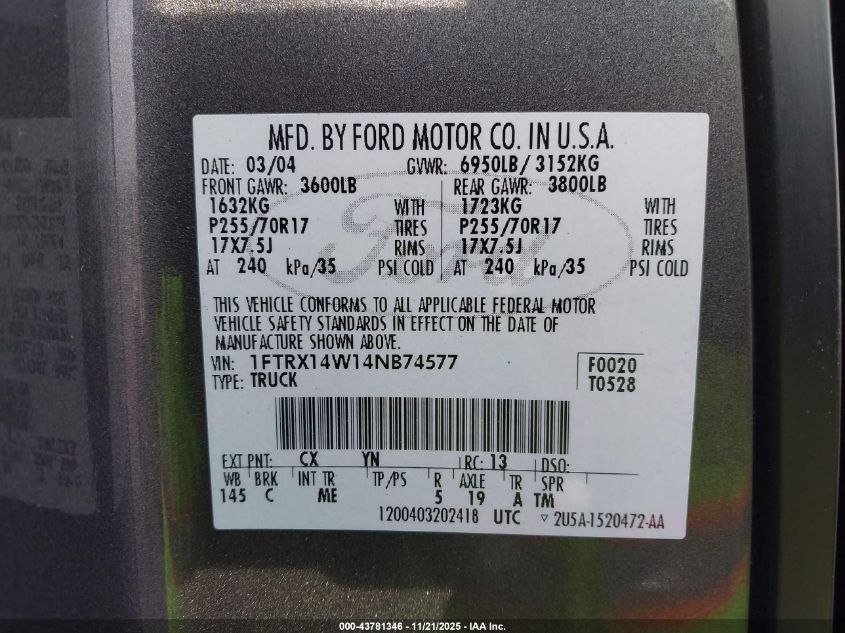 MFD. BY FORD MOTOR CO. IN U.S.A.
DATE: 03/04 GVWR: 6950LB/ 3152KG
FRONT GAWR: 3600LB REAR GAWR: 3800LB
1632KG WITH 1723KG WITH
P255/70R17 TIRES P255/70R17 TIRES
17X7.5J RIMS 17X7.5J RIMS
AT 240 kPa/35 PSI COLD AT 240 kPa/35 PSI COLD
Ford
THIS VEHICLE CONFORMS TO ALL APPLICABLE FEDERAL MOTOR
VEHICLE SAFETY STANDARDS IN EFFECT ON THE DATE OF
MANUFACTURE SHOWN ABOVE.
VIN: 1FTRX14W14NB74577 F0020
TYPE: TRUCK T0528
EXT PNT: CX YN RC: 13 DSO:
WB BRK INT TR TP/PS R AXLE TR SPR
145 C ME 5 19 A TM
1200403202418 UTC ▽ 2U5A-1520472-AA
000-43781346 - 11/21/2025 - IAA Inc.